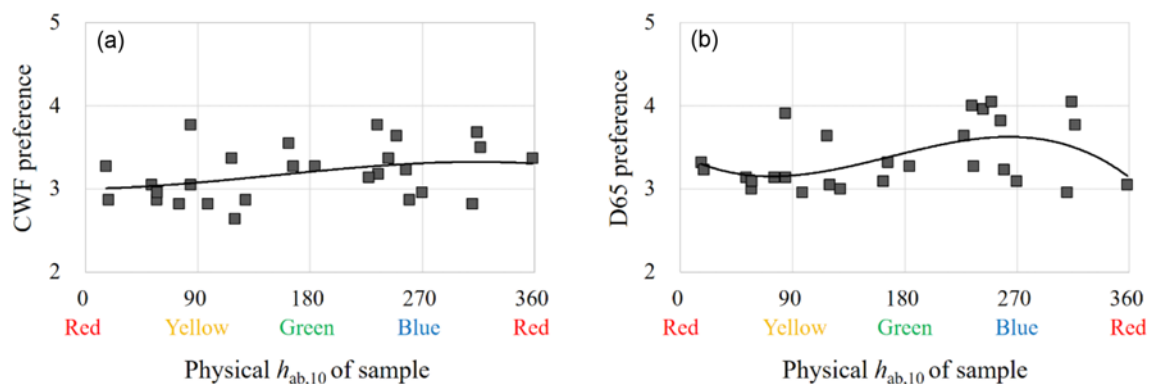 (a)
CWF preference
5
4
3
2
0 90 180 270 360
Red Yellow Green Blue Red
Physical hab,10 of sample
(b)
D65 preference
5
4
3
2
0 90 180 270 360
Red Yellow Green Blue Red
Physical hab,10 of sample